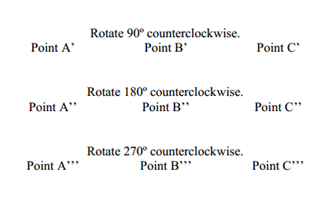 Rotate 90º counterclockwise.
Point A’ Point B’ Point C’
Rotate 180º counterclockwise.
Point A’’ Point B’’ Point C’’
Rotate 270º counterclockwise.
Point A’’’ Point B’’’ Point C’’’